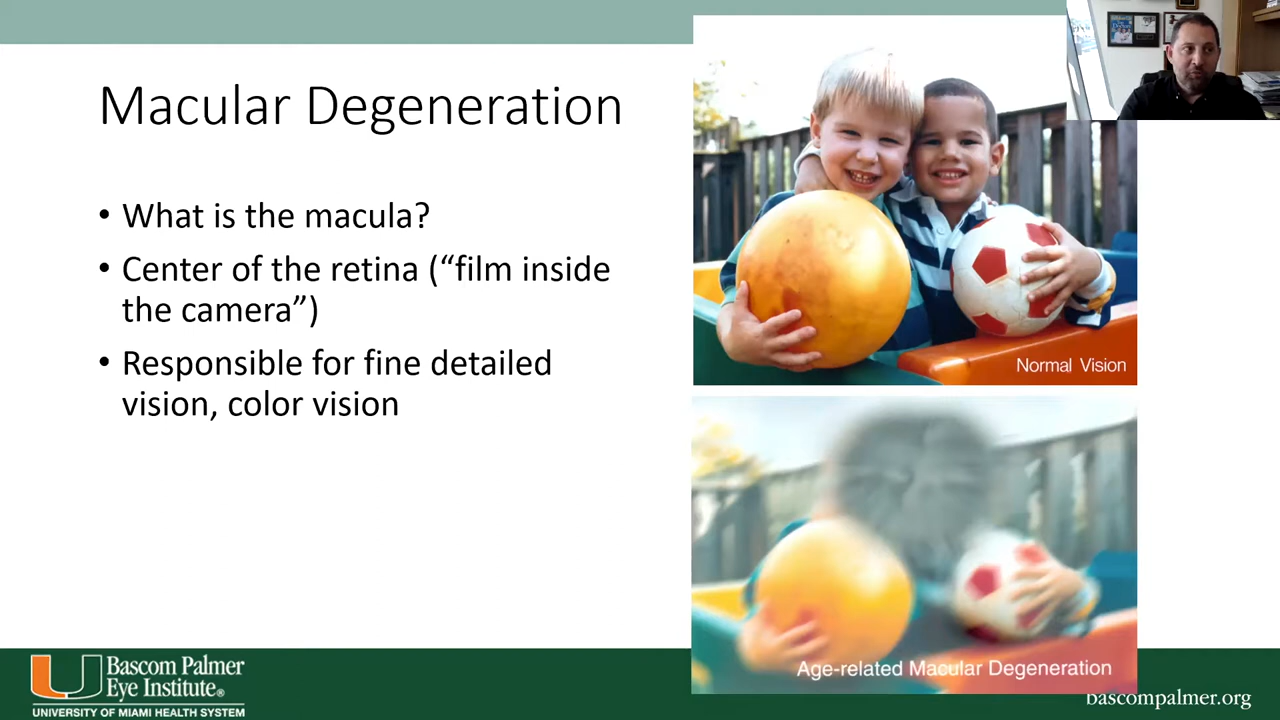 Macular Degeneration
• What is the macula?
• Center of the retina (“film inside
the camera”)
• Responsible for fine detailed
vision, color vision
Normal Vision
Age-related Macular Degeneration
Bascom Palmer
Eye Institute®
UNIVERSITY OF MIAMI HEALTH SYSTEM
bascompalmer.org